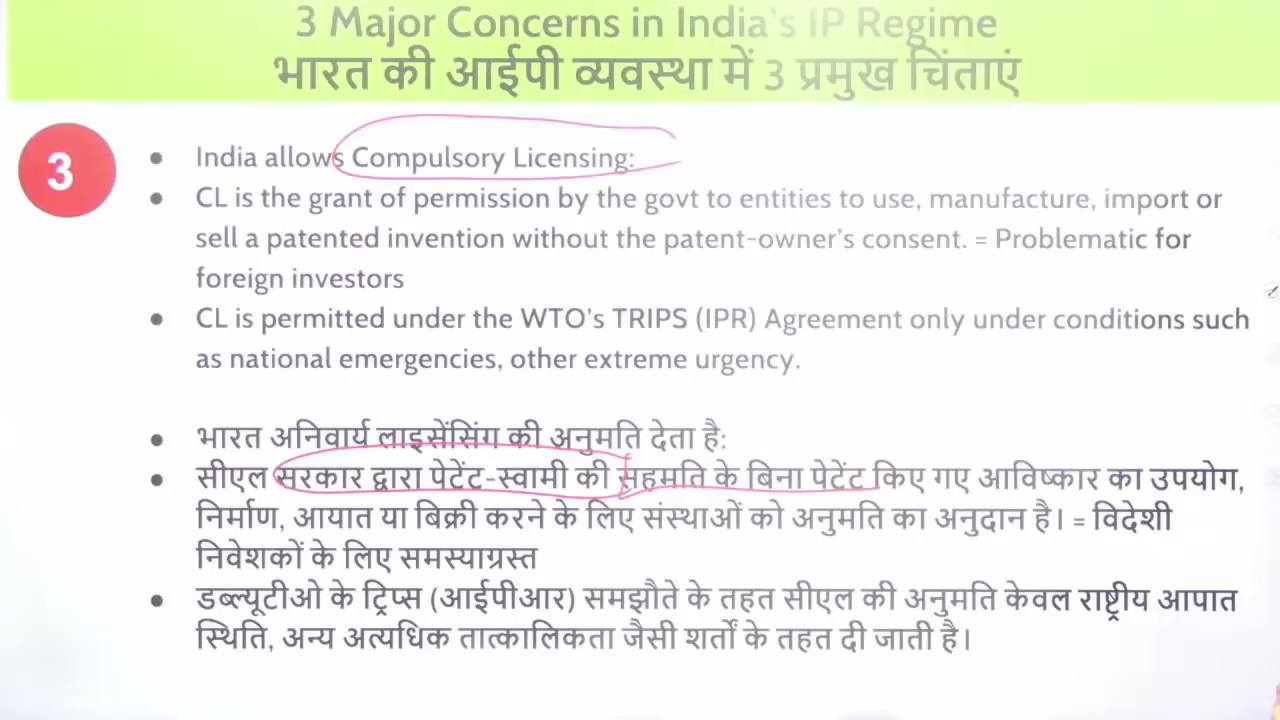 3 Major Concerns in India's IP Regime
भारत की आईपी व्यवस्था में 3 प्रमुख चिंताएं
3
● India allows Compulsory Licensing:
● CL is the grant of permission by the govt to entities to use, manufacture, import or
sell a patented invention without the patent-owner's consent. = Problematic for
foreign investors
● CL is permitted under the WTO's TRIPS (IPR) Agreement only under conditions such
as national emergencies, other extreme urgency.
● भारत अनिवार्य लाइसेंसिंग की अनुमति देता है:
● सीएल सरकार द्वारा पेटेंट-स्वामी की सहमति के बिना पेटेंट किए गए आविष्कार का उपयोग,
निर्माण, आयात या बिक्री करने के लिए संस्थाओं को अनुमति का अनुदान है। = विदेशी
निवेशकों के लिए समस्याग्रस्त
● डब्ल्यूटीओ के ट्रिप्स (आईपीआर) समझौते के तहत सीएल की अनुमति केवल राष्ट्रीय आपात
स्थिति, अन्य अत्यधिक तात्कालिकता जैसी शर्तों के तहत दी जाती है।